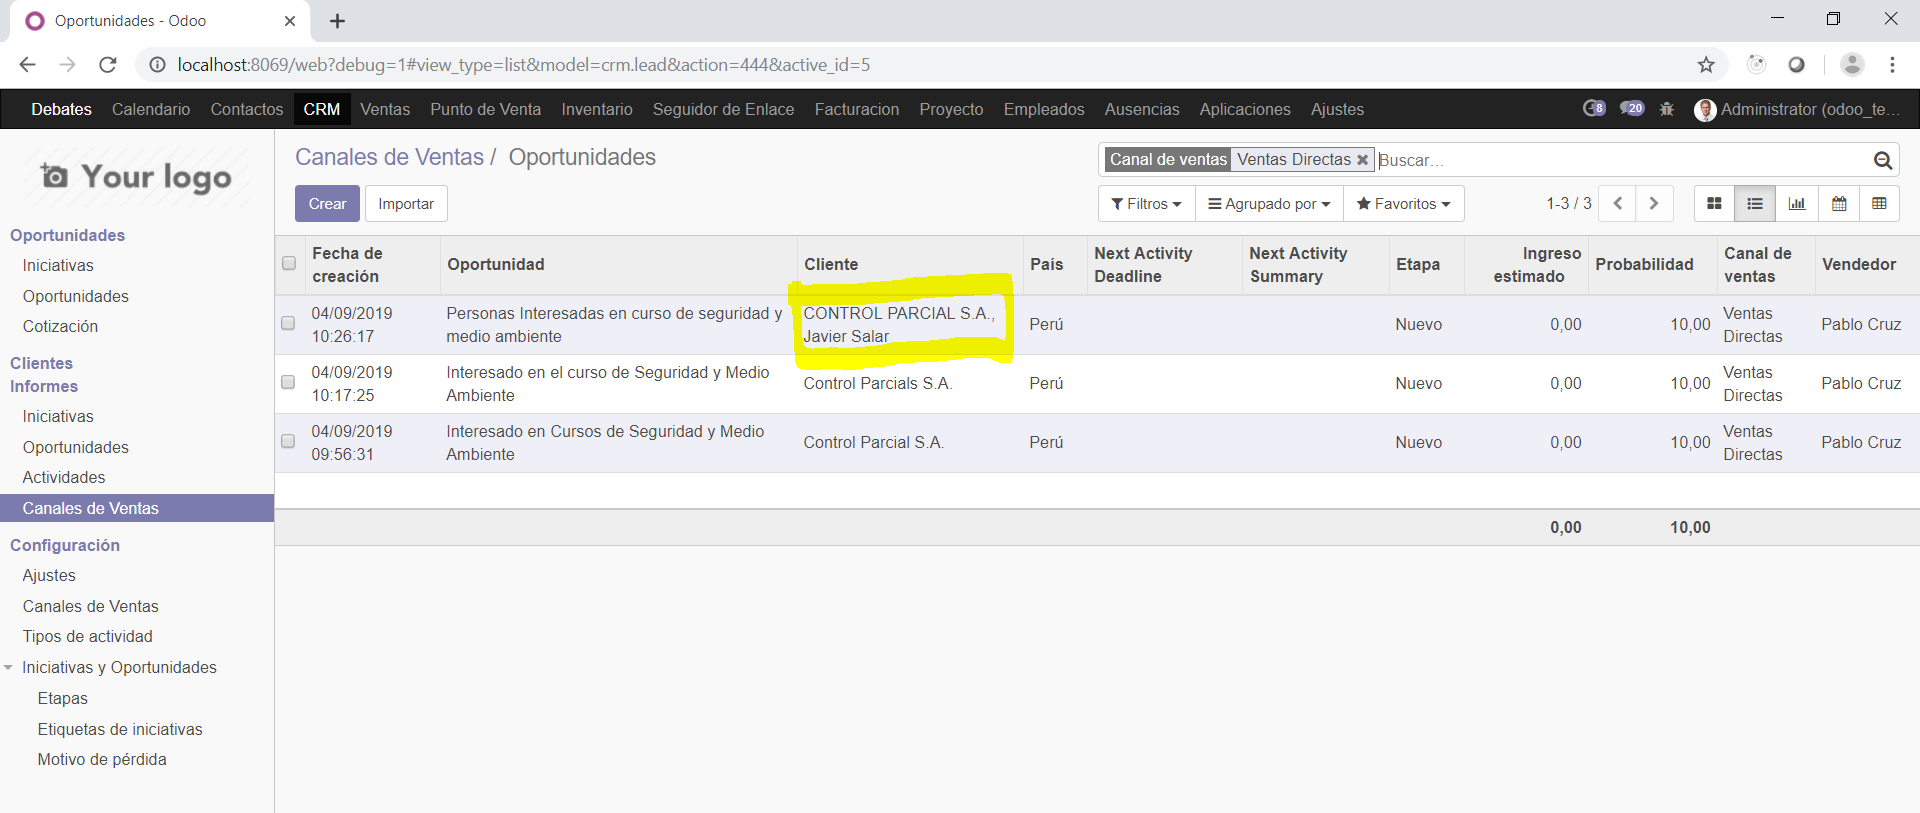 Oportunidades - Odoo
localhost:8069/web?debug=1#view_type=list&model=crm.lead&action=444&active_id=5
Debates Calendario Contactos CRM Ventas Punto de Venta Inventario Seguidor de Enlace Facturacion Proyecto Empleados Ausencias Aplicaciones Ajustes 8 20 Administrator (odoo_te...
Your logo
Oportunidades
Iniciativas
Oportunidades
Cotización
Clientes
Informes
Iniciativas
Oportunidades
Actividades
Canales de Ventas
Configuración
Ajustes
Canales de Ventas
Tipos de actividad
Iniciativas y Oportunidades
Etapas
Etiquetas de iniciativas
Motivo de pérdida
Canales de Ventas / Oportunidades
Canal de ventas Ventas Directas Buscar...
Crear Importar
Filtros Agrupado por Favoritos 1-3 / 3
Fecha de creación Oportunidad Cliente País Next Activity Deadline Next Activity Summary Etapa Ingreso estimado Probabilidad Canal de ventas Vendedor
04/09/2019 10:26:17 Personas Interesadas en curso de seguridad y medio ambiente CONTROL PARCIAL S.A., Javier Salar Perú Nuevo 0,00 10,00 Ventas Directas Pablo Cruz
04/09/2019 10:17:25 Interesado en el curso de Seguridad y Medio Ambiente Control Parcials S.A. Perú Nuevo 0,00 10,00 Ventas Directas Pablo Cruz
04/09/2019 09:56:31 Interesado en Cursos de Seguridad y Medio Ambiente Control Parcial S.A. Perú Nuevo 0,00 10,00 Ventas Directas Pablo Cruz
0,00 10,00